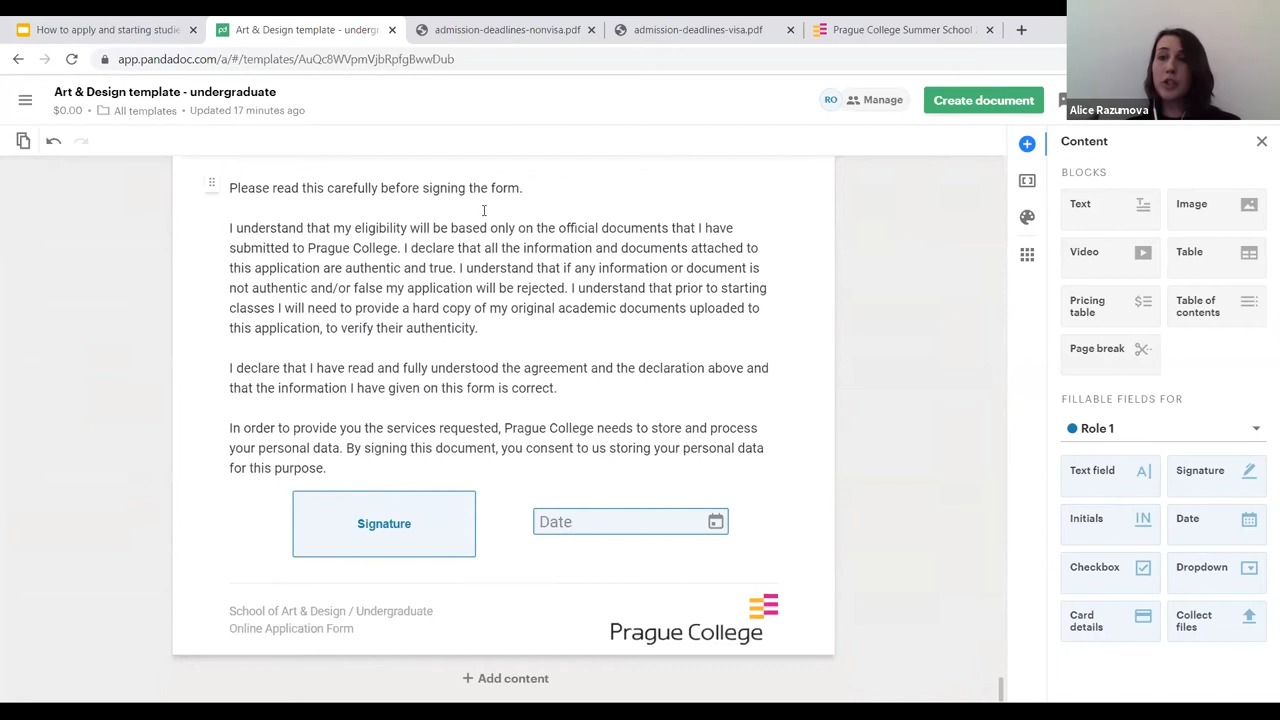 How to apply and starting studie
Art & Design template - underg
admission-deadlines-nonvisa.pdf
admission-deadlines-visa.pdf
Prague College Summer School
app.pandadoc.com/a/#/templates/AuQc8WVpmVjbRpfgBwwDub
Alice Razumova
Art & Design template - undergraduate
$0.00
All templates
Updated 17 minutes ago
RO
Manage
Create document
Please read this carefully before signing the form.
I understand that my eligibility will be based only on the official documents that I have
submitted to Prague College. I declare that all the information and documents attached to
this application are authentic and true. I understand that if any information or document is
not authentic and/or false my application will be rejected. I understand that prior to starting
classes I will need to provide a hard copy of my original academic documents uploaded to
this application, to verify their authenticity.
I declare that I have read and fully understood the agreement and the declaration above and
that the information I have given on this form is correct.
In order to provide you the services requested, Prague College needs to store and process
your personal data. By signing this document, you consent to us storing your personal data
for this purpose.
Signature
Date
School of Art & Design / Undergraduate
Online Application Form
Prague College
+ Add content
Content
BLOCKS
Text
Image
Video
Table
Pricing
table
Table of
contents
Page break
FILLABLE FIELDS FOR
Role 1
Text field
Signature
Initials
Date
Checkbox
Dropdown
Card
details
Collect
files